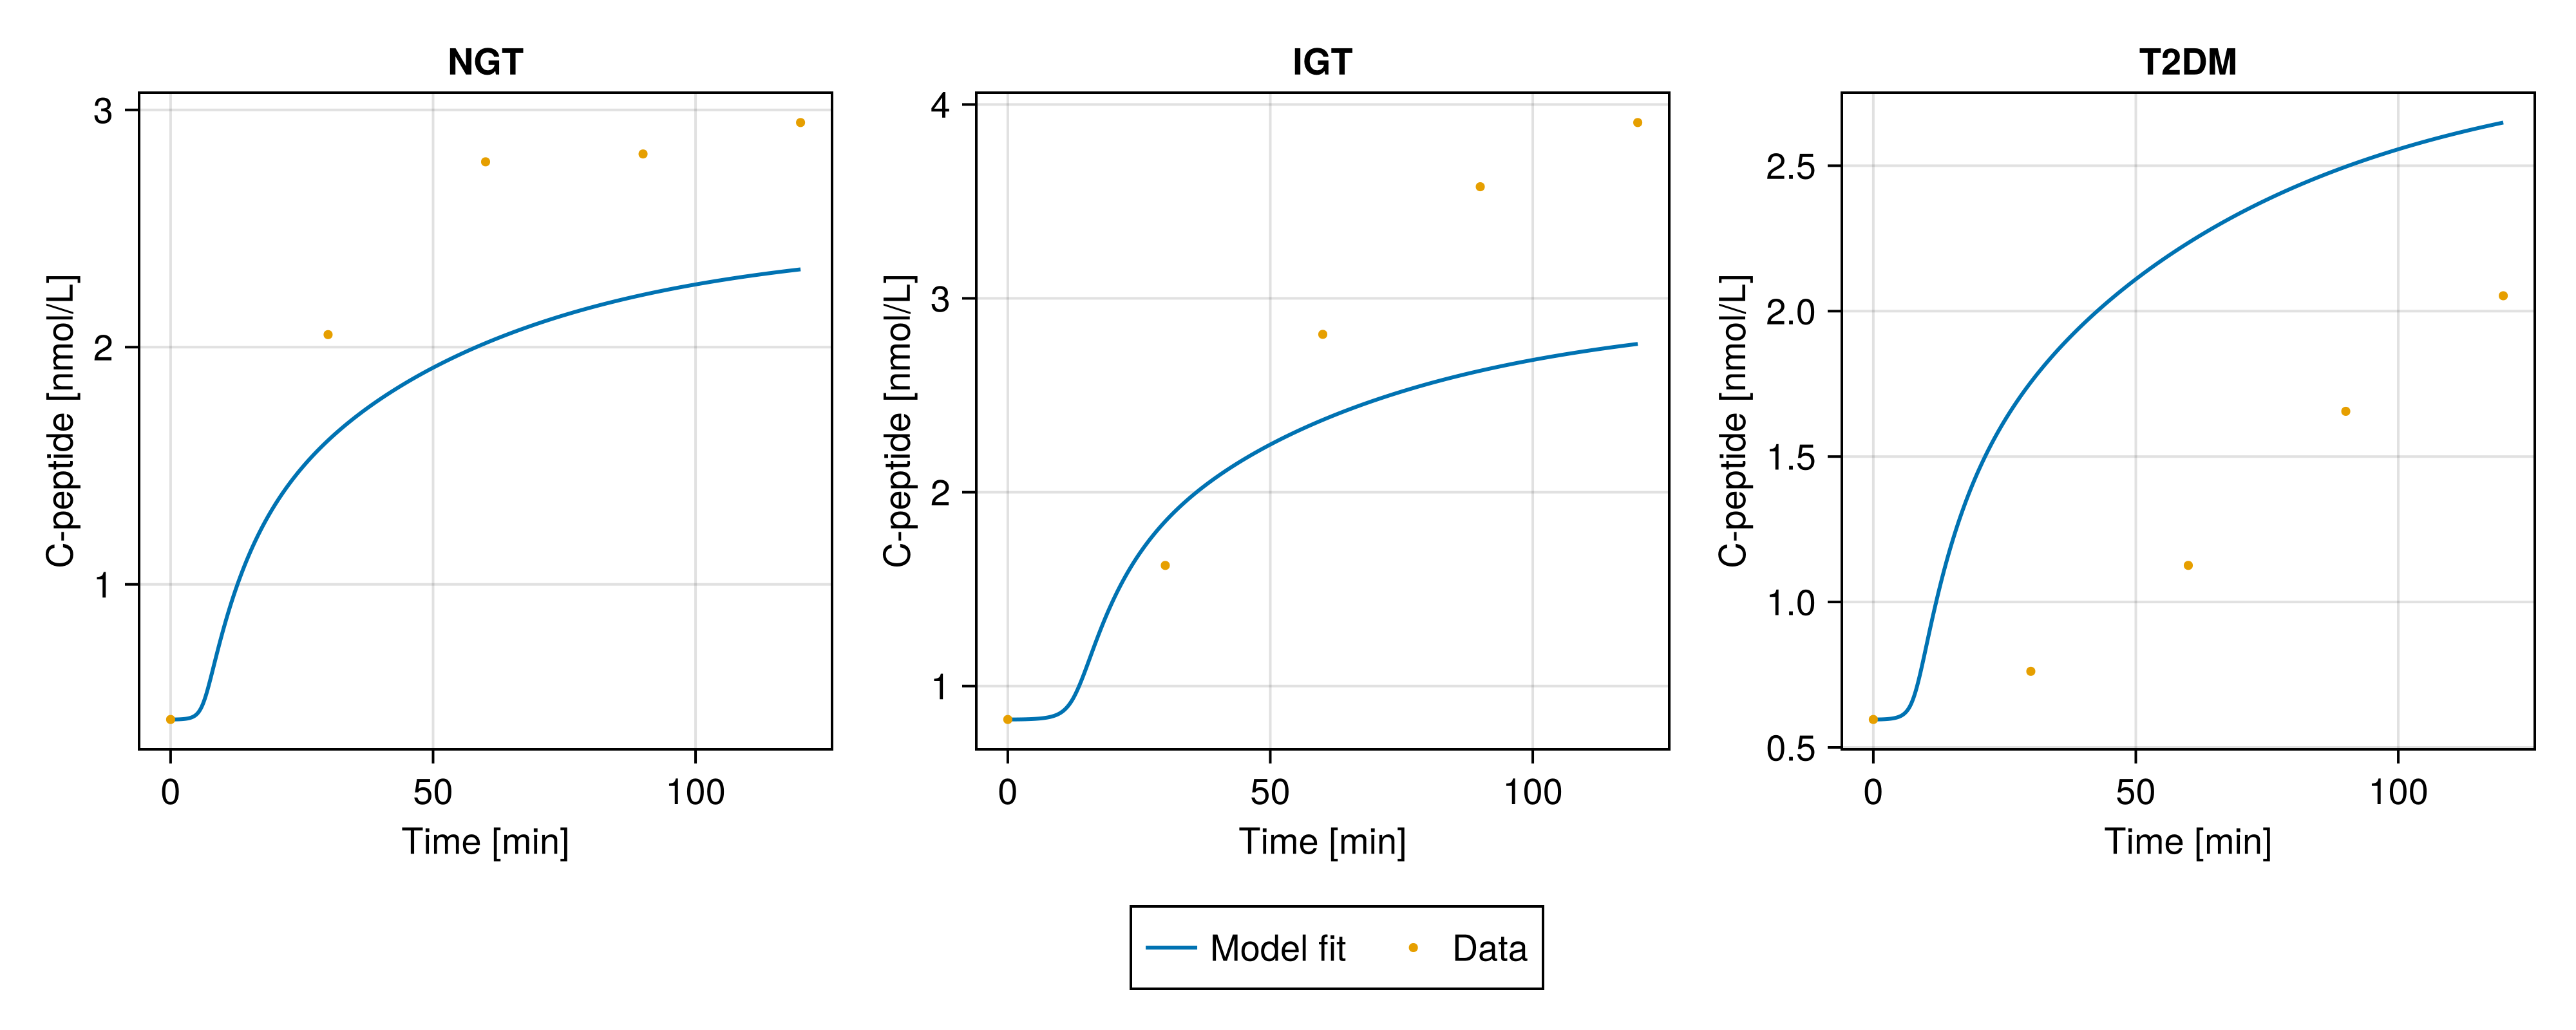 NGT
IGT
T2DM
C-peptide [nmol/L]
3
2
1
0
50
100
Time [min]
C-peptide [nmol/L]
4
3
2
1
0
50
100
Time [min]
C-peptide [nmol/L]
2.5
2.0
1.5
1.0
0.5
0
50
100
Time [min]
Model fit
Data